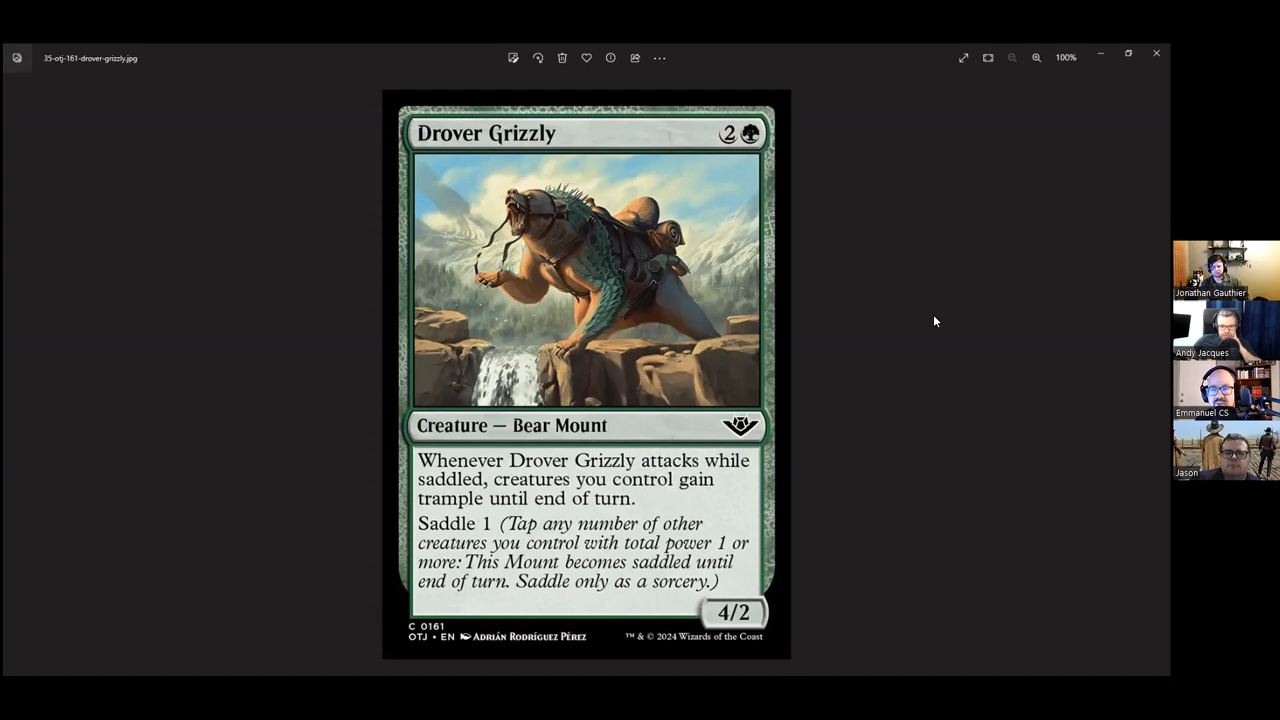 35-otj-161-drover-grizzly.jpg
100%
Drover Grizzly
2
Creature — Bear Mount
Whenever Drover Grizzly attacks while
saddled, creatures you control gain
trample until end of turn.
Saddle 1 (Tap any number of other
creatures you control with total power 1 or
more: This Mount becomes saddled until
end of turn. Saddle only as a sorcery.)
4/2
C 0161
OTJ • EN ADRIÁN RODRÍGUEZ PÉREZ
™ & © 2024 Wizards of the Coast
Jonathan Gauthier
Andy Jacques
Emmanuel CS
Jason